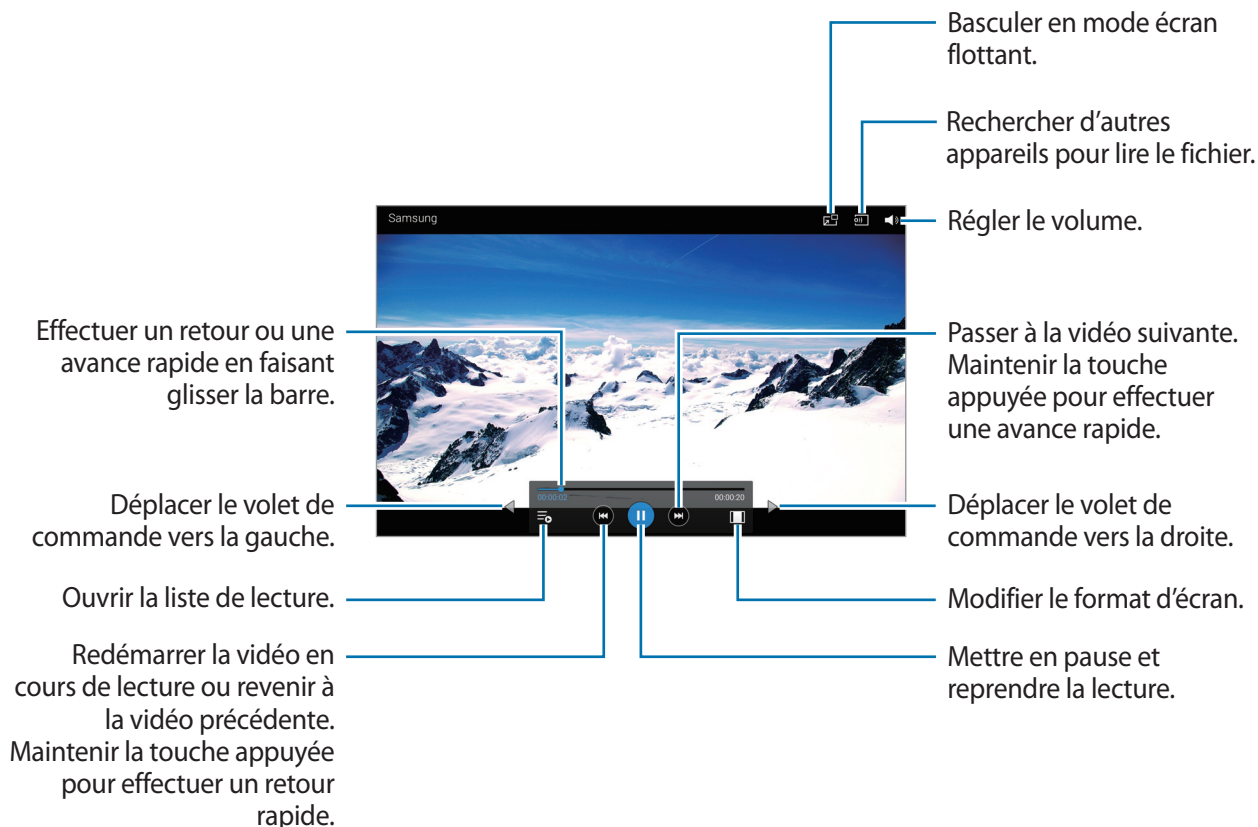 Basculer en mode écran
flottant.
Rechercher d'autres
appareils pour lire le fichier.
Samsung
Régler le volume.
Effectuer un retour ou une
avance rapide en faisant
glisser la barre.
Passer à la vidéo suivante.
Maintenir la touche
appuyée pour effectuer
une avance rapide.
00:00:02
00:00:20
Déplacer le volet de
commande vers la gauche.
Déplacer le volet de
commande vers la droite.
Ouvrir la liste de lecture.
Modifier le format d’écran.
Redémarrer la vidéo en
cours de lecture ou revenir à
la vidéo précédente.
Maintenir la touche appuyée
pour effectuer un retour
rapide.
Mettre en pause et
reprendre la lecture.